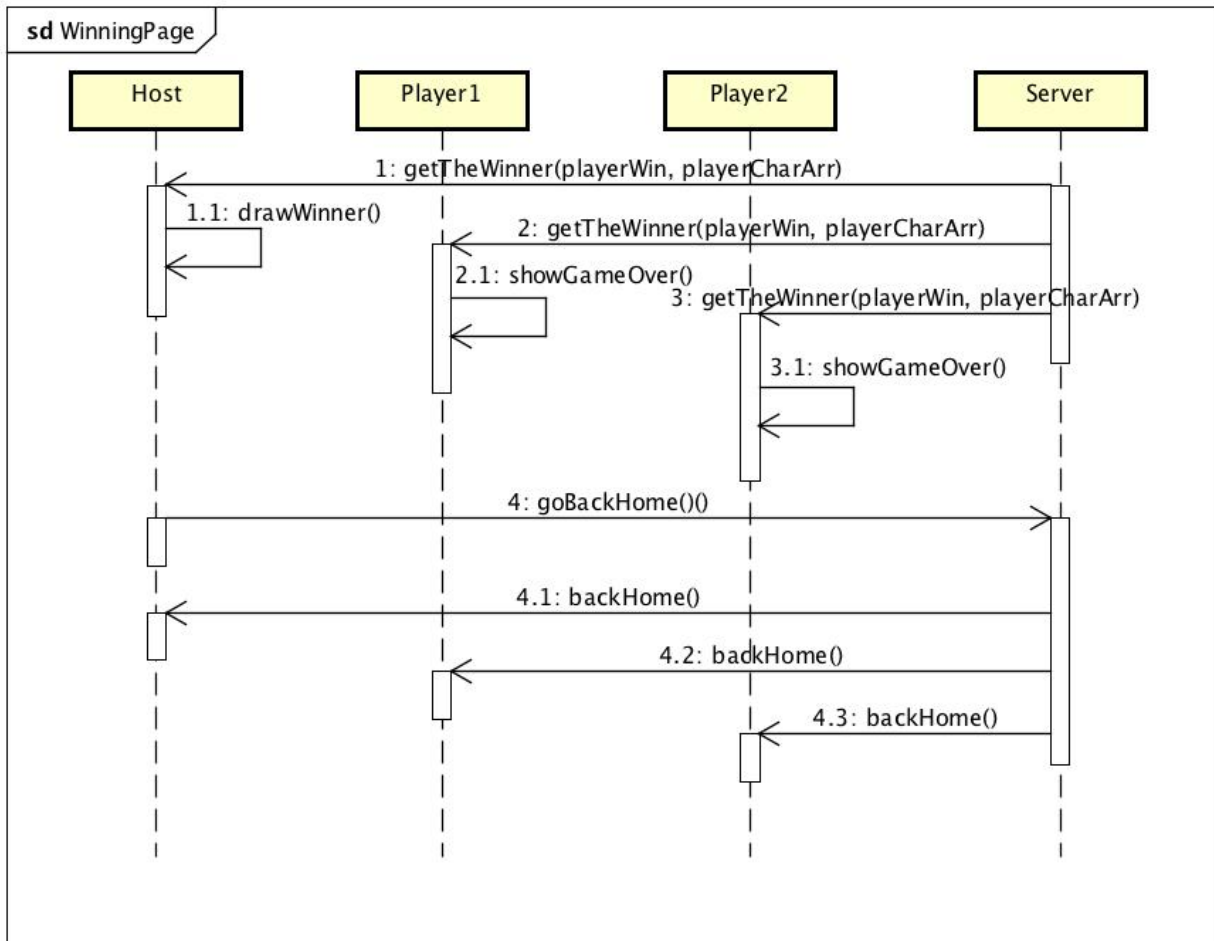 sd WinningPage
Host
Player1
Player2
Server
1: getTheWinner(playerWin, playerCharArr)
1.1: drawWinner()
2: getTheWinner(playerWin, playerCharArr)
2.1: showGameOver()
3: getTheWinner(playerWin, playerCharArr)
3.1: showGameOver()
4: goBackHome()()
4.1: backHome()
4.2: backHome()
4.3: backHome()